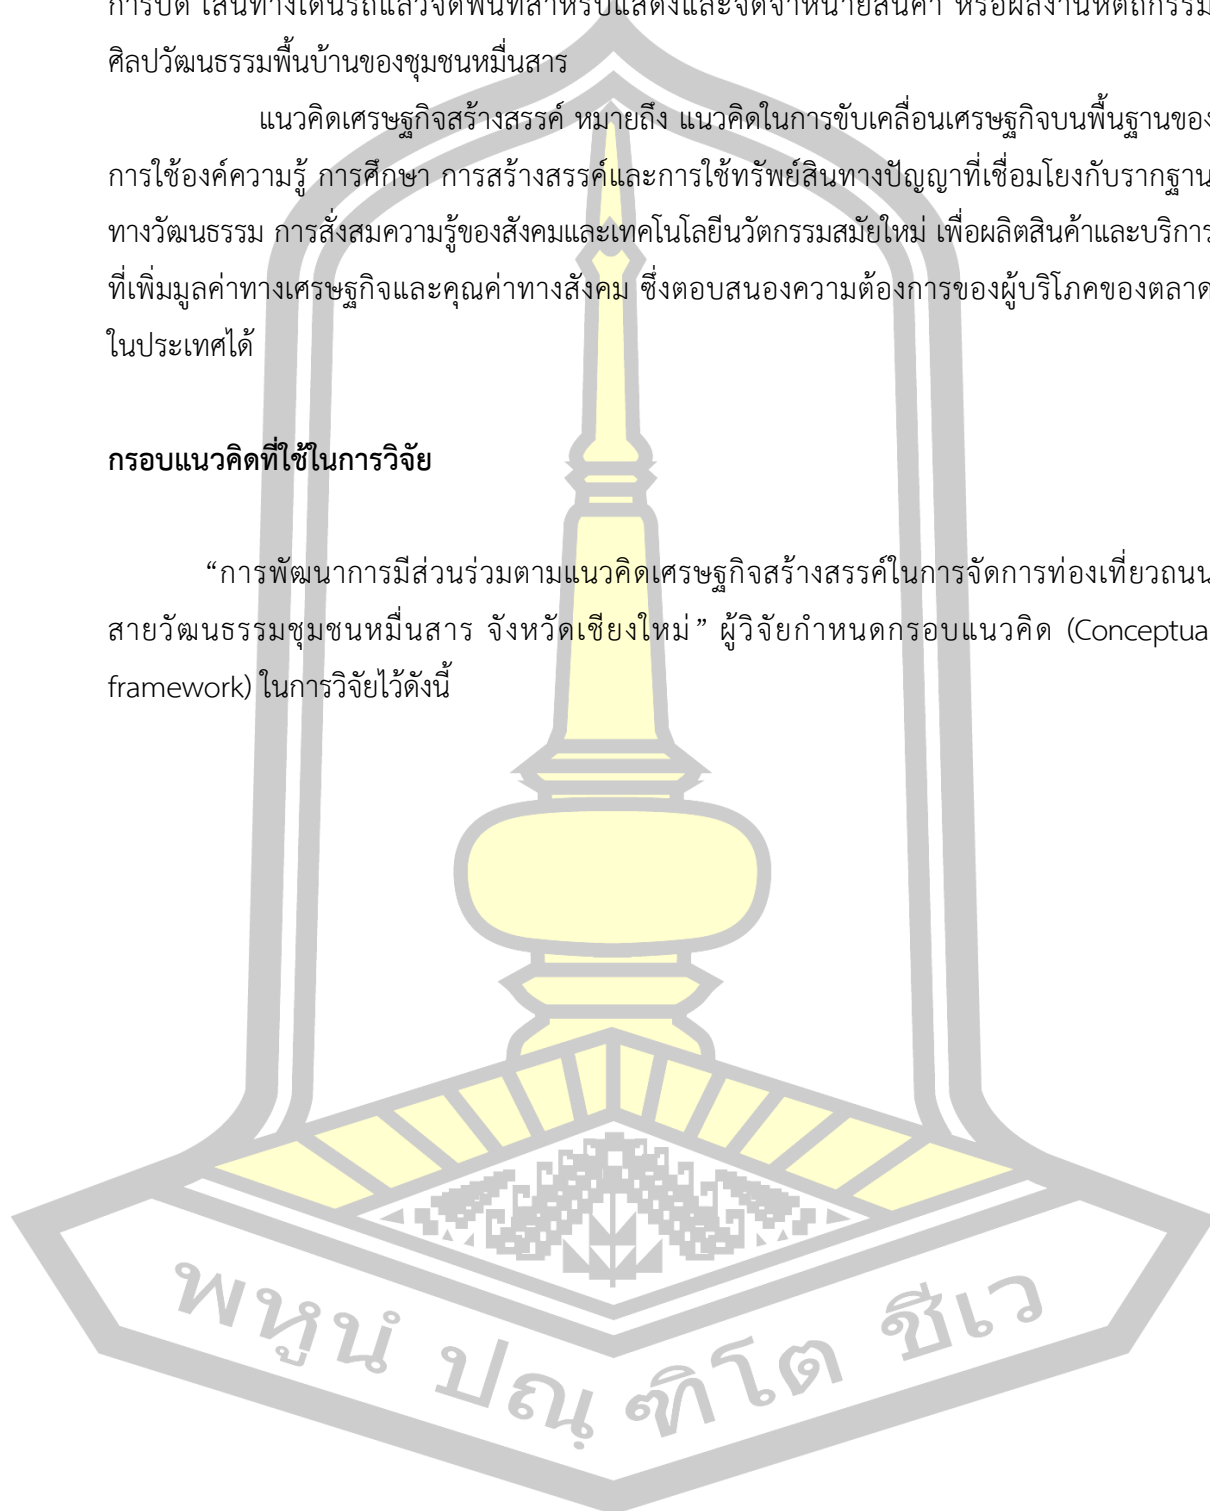 การปิด เส้นทางเดินรถแล้วจัดพื้นที่สำหรับแสดงและจัดจำหน่ายสินค้า หรือผลงานหัตถกรรม
ศิลปวัฒนธรรมพื้นบ้านของชุมชนหมื่นสาร
แนวคิดเศรษฐกิจสร้างสรรค์ หมายถึง แนวคิดในการขับเคลื่อนเศรษฐกิจบนพื้นฐานของ
การใช้องค์ความรู้ การศึกษา การสร้างสรรค์และการใช้ทรัพย์สินทางปัญญาที่เชื่อมโยงกับรากฐาน
ทางวัฒนธรรม การสั่งสมความรู้ของสังคมและเทคโนโลยีนวัตกรรมสมัยใหม่ เพื่อผลิตสินค้าและบริการ
ที่เพิ่มมูลค่าทางเศรษฐกิจและคุณค่าทางสังคม ซึ่งตอบสนองความต้องการของผู้บริโภคของตลาด
ในประเทศได้
กรอบแนวคิดที่ใช้ในการวิจัย
“การพัฒนาการมีส่วนร่วมตามแนวคิดเศรษฐกิจสร้างสรรค์ในการจัดการท่องเที่ยวถนน
สายวัฒนธรรมชุมชนหมื่นสาร จังหวัดเชียงใหม่” ผู้วิจัยกำหนดกรอบแนวคิด (Conceptua
framework) ในการวิจัยไว้ดังนี้
พหูนํ ปณฺฑิโต ชีเว